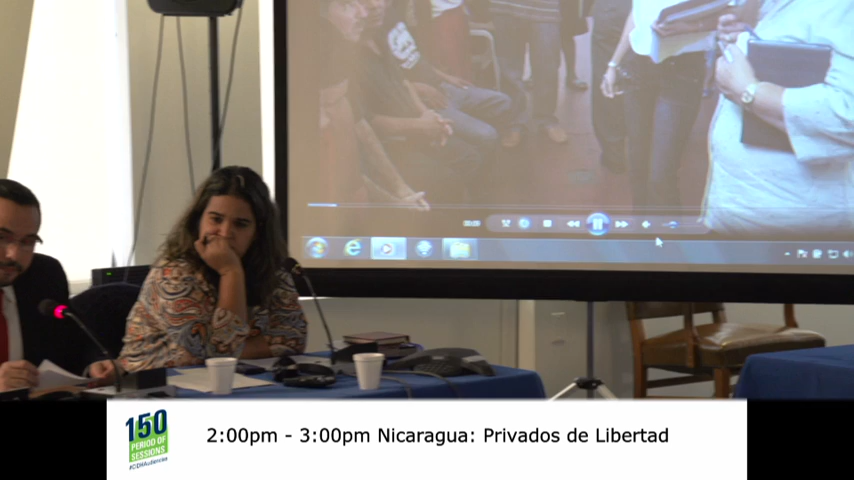 150
PERIOD OF
SESSIONS
#CIDHAudiencias
2:00pm - 3:00pm Nicaragua: Privados de Libertad